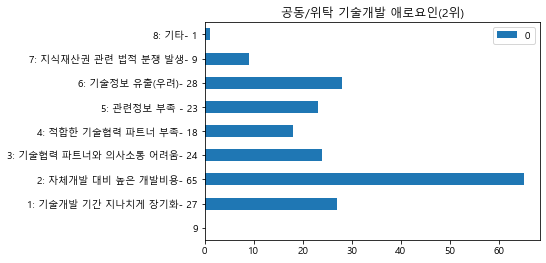 공동/위탁 기술개발 애로요인(2위)
0
8: 기타- 1
7: 지식재산권 관련 법적 분쟁 발생- 9
6: 기술정보 유출(우려)- 28
5: 관련정보 부족 - 23
4: 적합한 기술협력 파트너 부족- 18
3: 기술협력 파트너와 의사소통 어려움- 24
2: 자체개발 대비 높은 개발비용- 65
1: 기술개발 기간 지나치게 장기화- 27
9
0 10 20 30 40 50 60